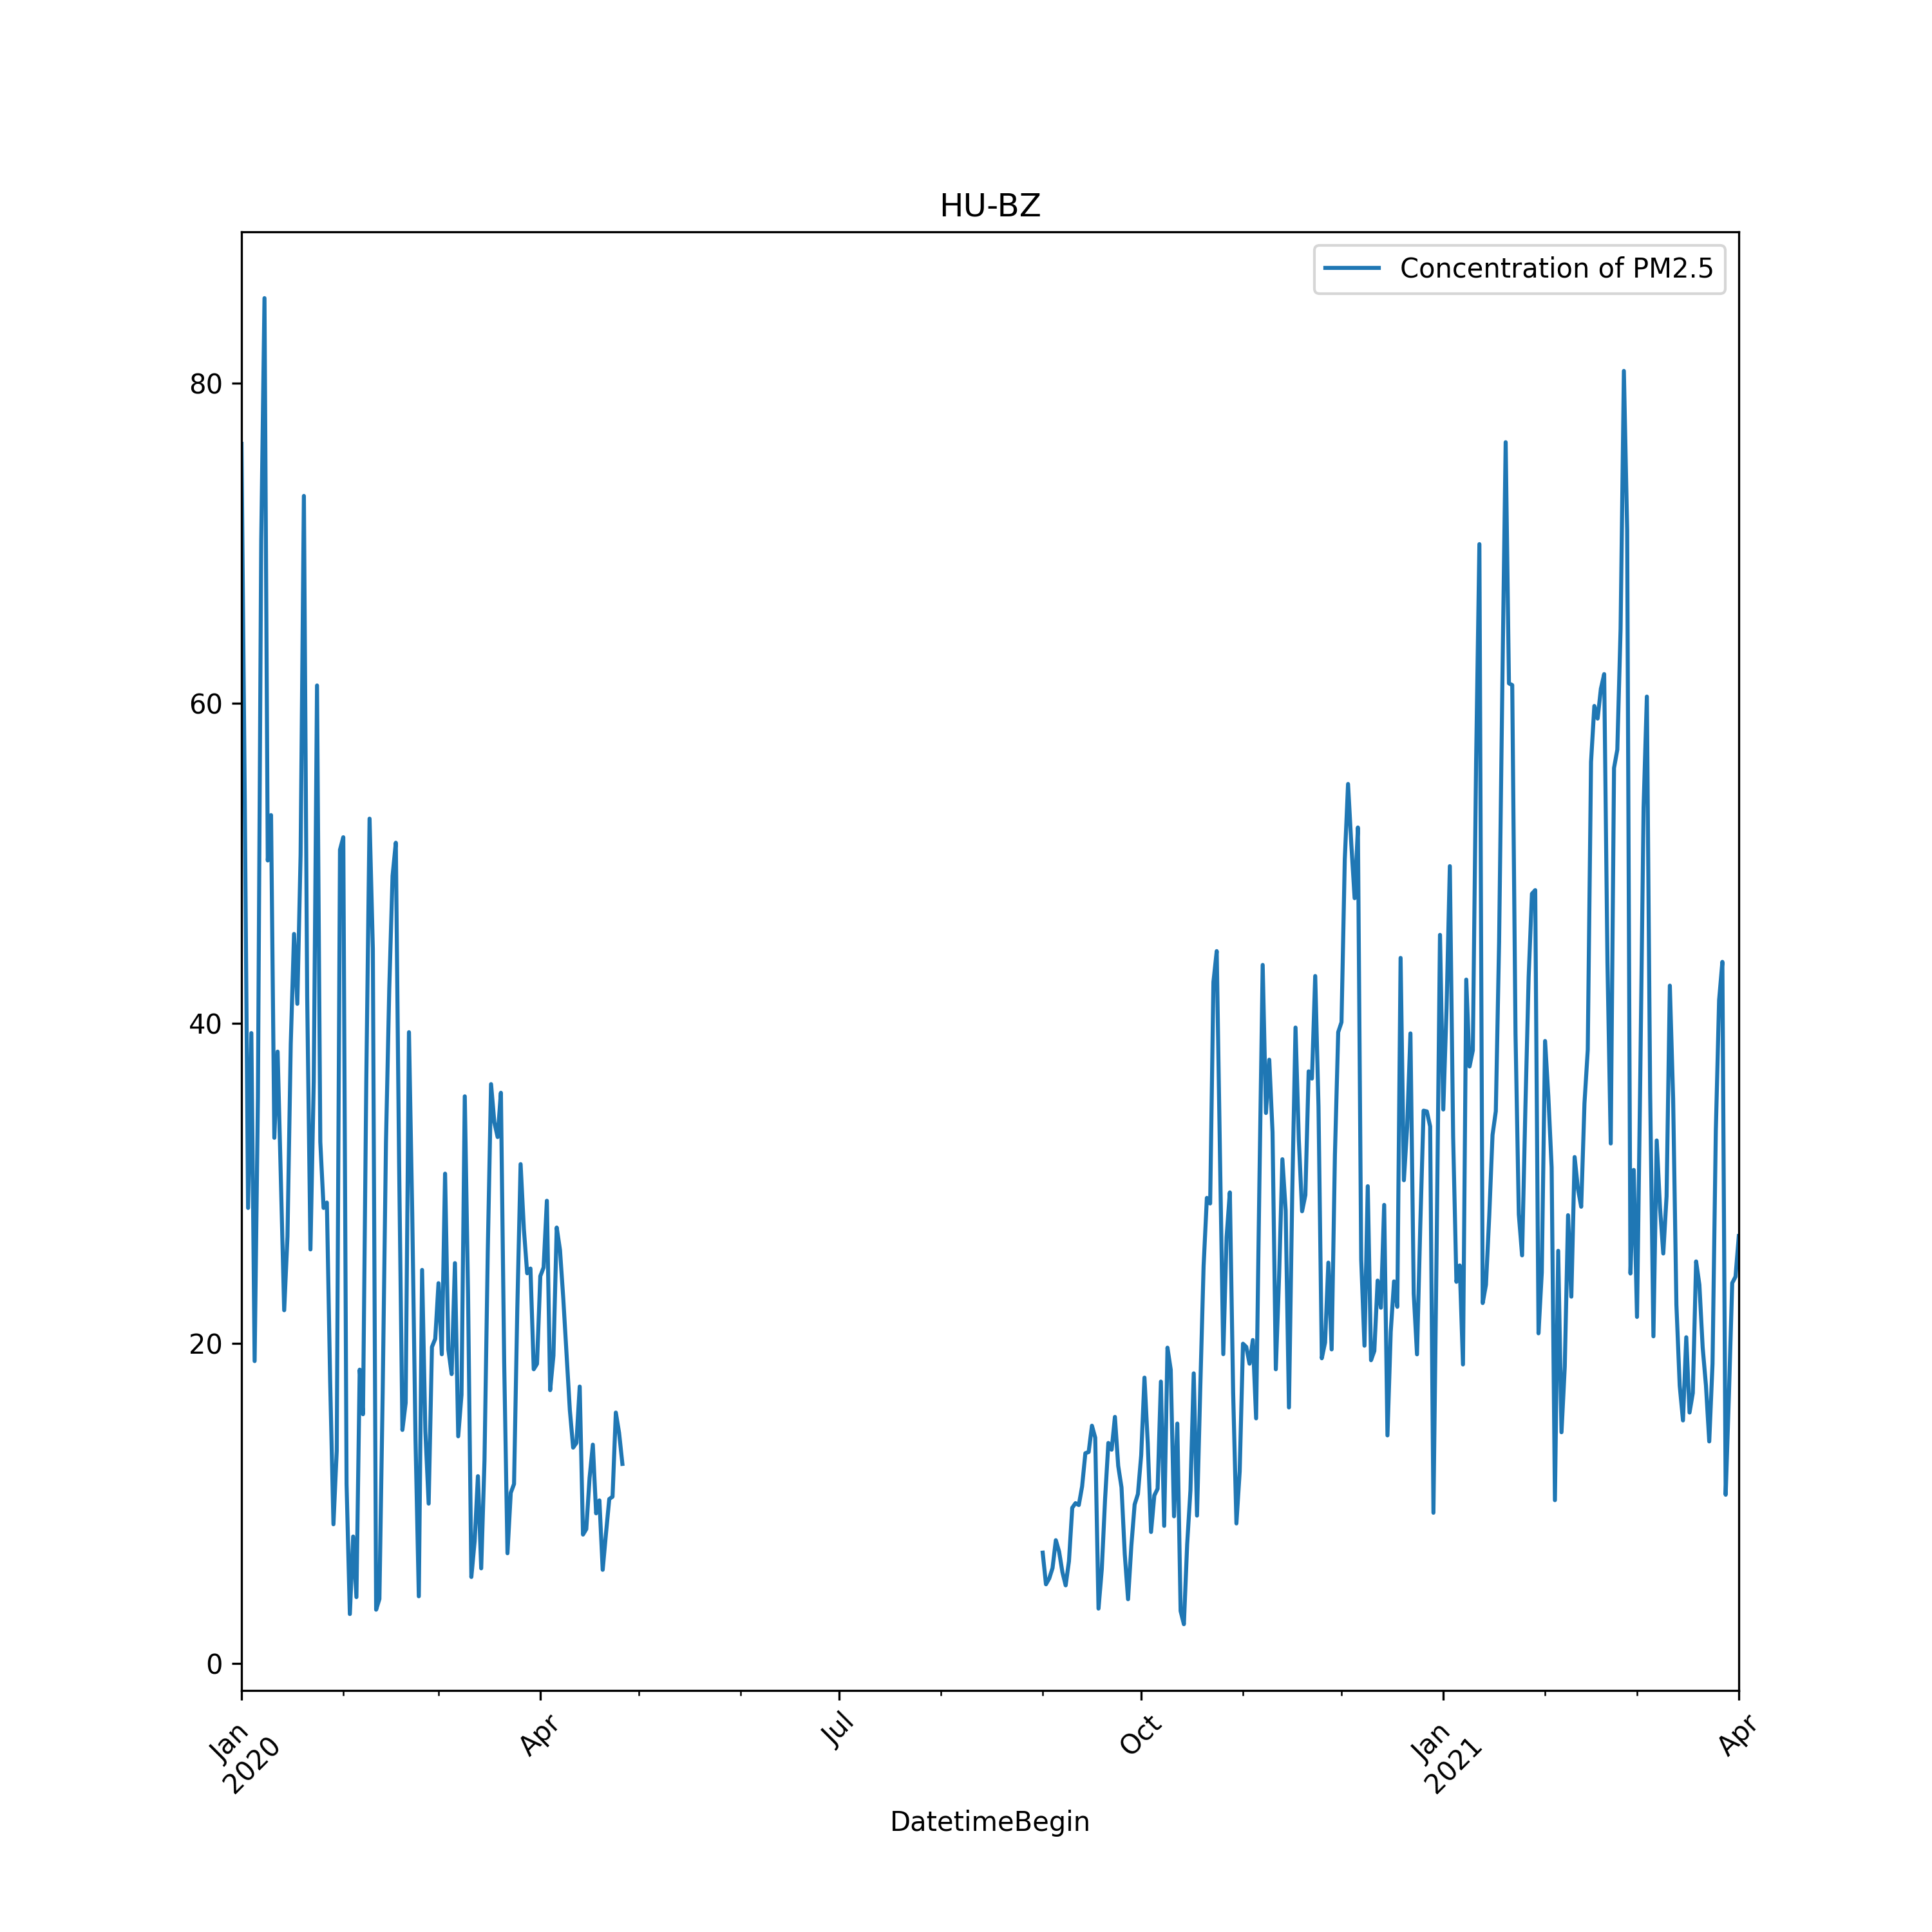 HU-BZ
Concentration of PM2.5
80
60
40
20
0
Jan
2020
Apr
Jul
Oct
Jan
2021
Apr
DatetimeBegin